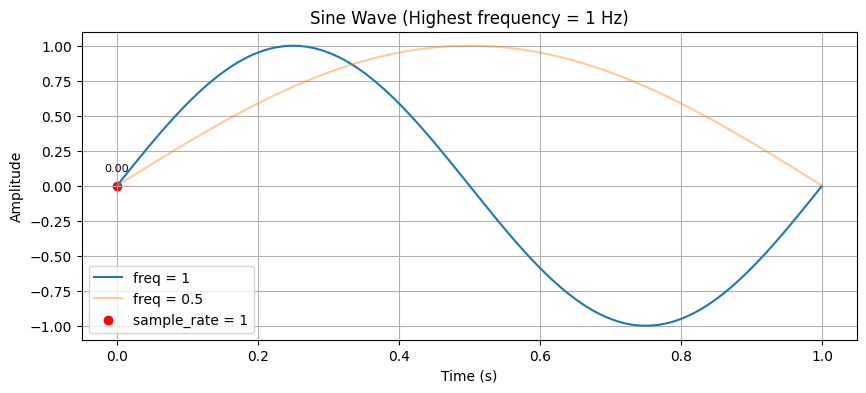 Sine Wave (Highest frequency = 1 Hz)
1.00
0.75
0.50
0.25
0.00
−0.25
−0.50
−0.75
−1.00
Amplitude
0.00
freq = 1
freq = 0.5
sample_rate = 1
0.0 0.2 0.4 0.6 0.8 1.0
Time (s)